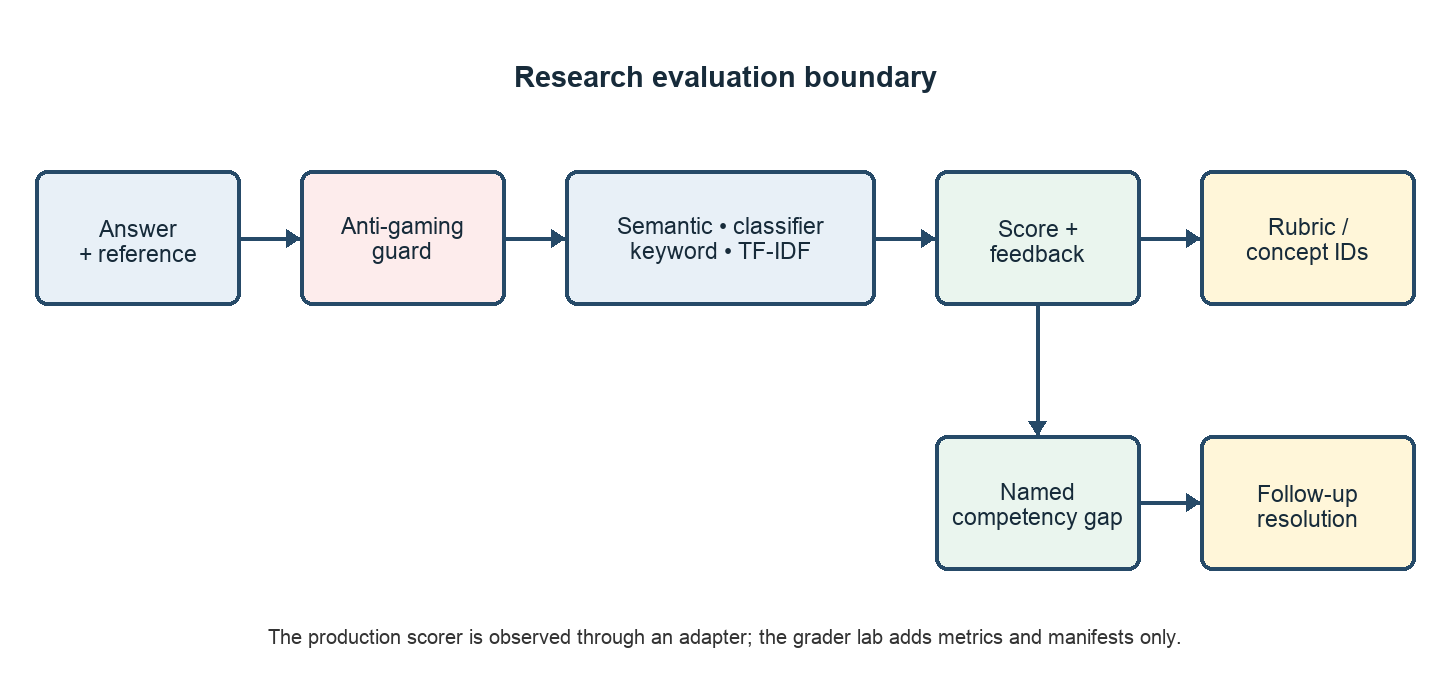 Research evaluation boundary
Answer
+ reference
Anti-gaming
guard
Semantic • classifier
keyword • TF-IDF
Score +
feedback
Rubric /
concept IDs
Named
competency gap
Follow-up
resolution
The production scorer is observed through an adapter; the grader lab adds metrics and manifests only.